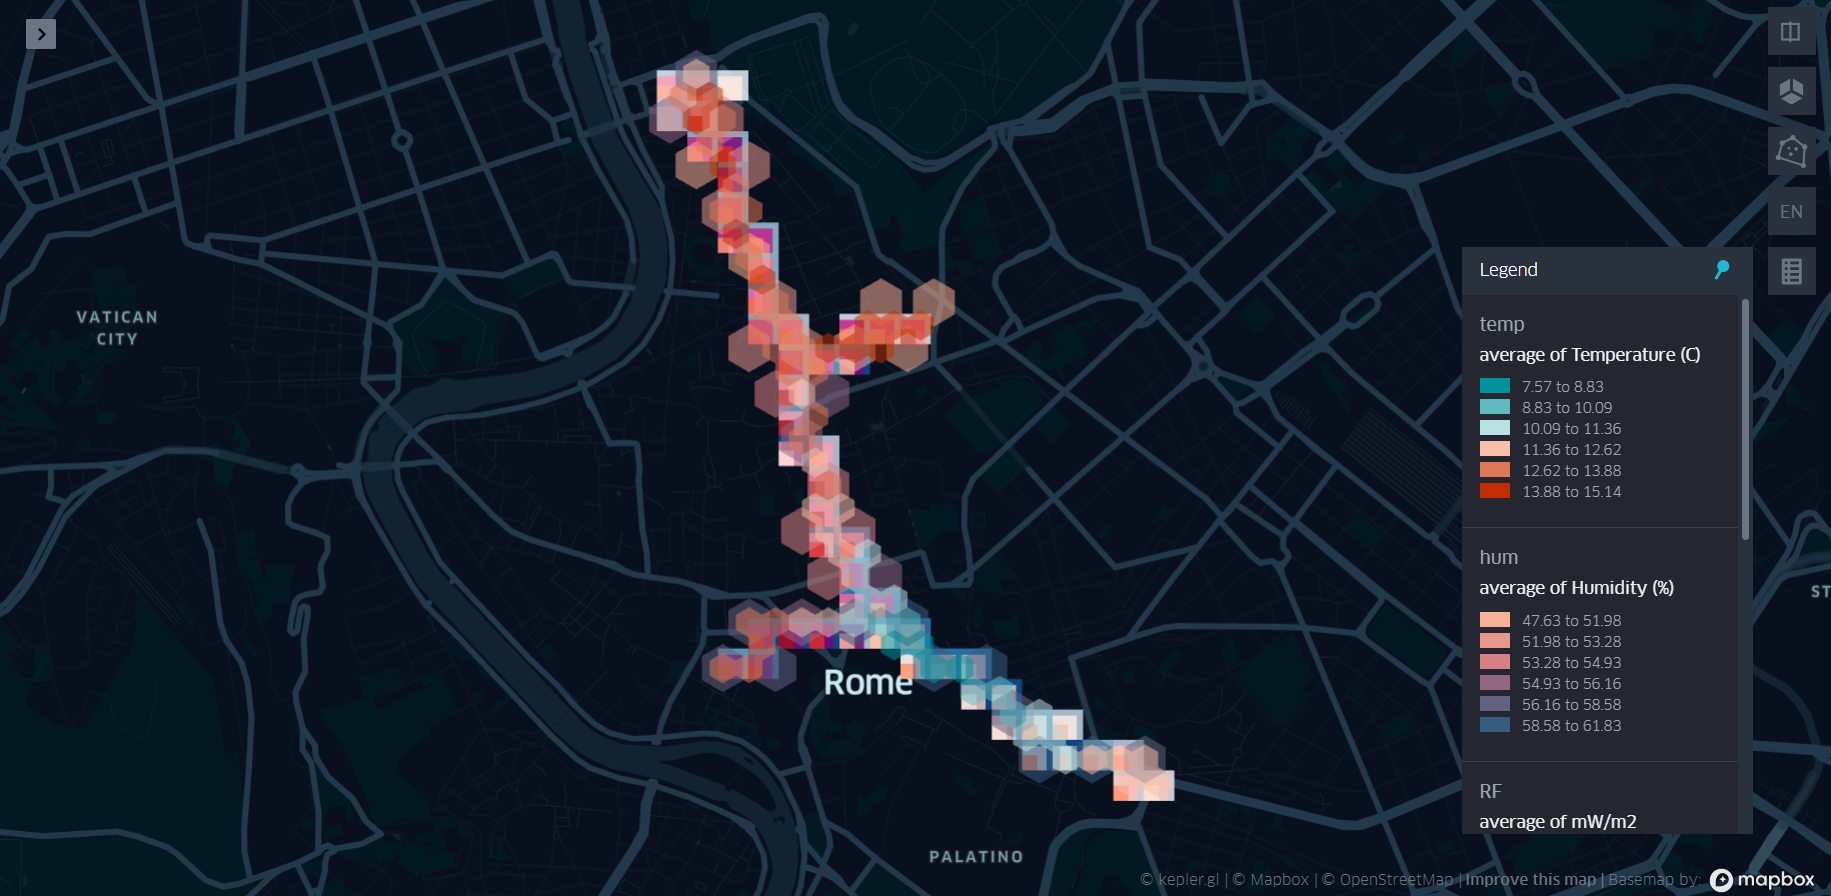 EN
VATICAN
CITY
Rome
PALATINO
ST
Legend
temp
average of Temperature (C)
7.57 to 8.83
8.83 to 10.09
10.09 to 11.36
11.36 to 12.62
12.62 to 13.88
13.88 to 15.14
hum
average of Humidity (%)
47.63 to 51.98
51.98 to 53.28
53.28 to 54.93
54.93 to 56.16
56.16 to 58.58
58.58 to 61.83
RF
average of mW/m2
© kepler.gl | © Mapbox | © OpenStreetMap | Improve this map | Basemap by: mapbox